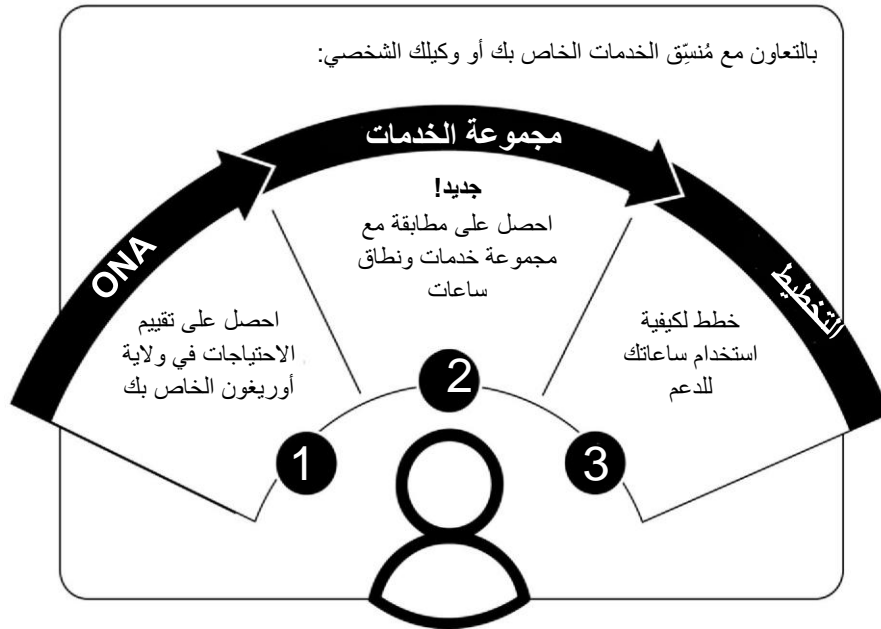 بالتعاون مع مُنسِّق الخدمات الخاص بك أو وكيلك الشخصي:
ONA
احصل على تقييم
الاحتياجات في ولاية
أوريغون الخاص بك
1
مجموعة الخدمات
جديد!
احصل على مطابقة مع
مجموعة خدمات ونطاق
ساعات
2
التخطيط
خطط لكيفية
استخدام ساعاتك
للدعم
3